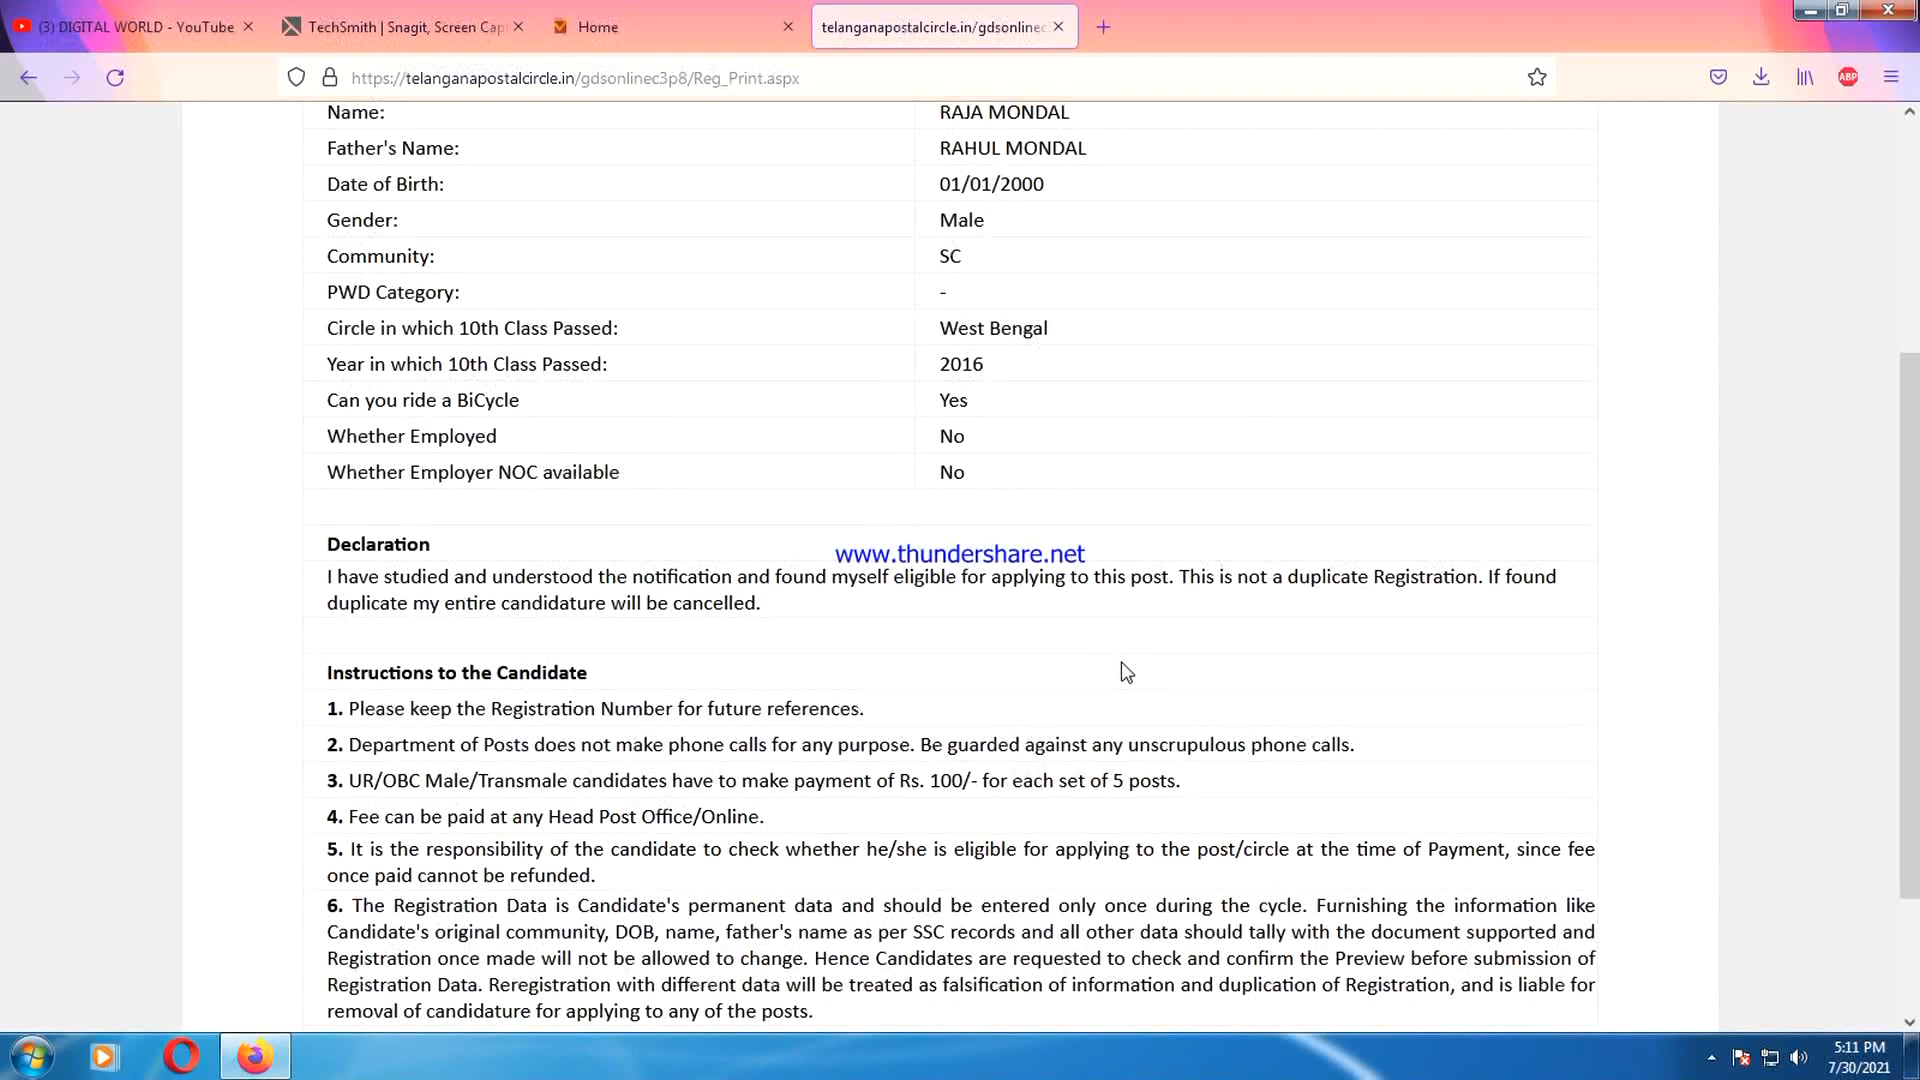 (3) DIGITAL WORLD - YouTube
TechSmith | Snagit, Screen Cap
Home
telanganapostalcircle.in/gdsonlinec
https://telanganapostalcircle.in/gdsonlinec3p8/Reg_Print.aspx
ABP
Name: RAJA MONDAL
Father's Name: RAHUL MONDAL
Date of Birth: 01/01/2000
Gender: Male
Community: SC
PWD Category: -
Circle in which 10th Class Passed: West Bengal
Year in which 10th Class Passed: 2016
Can you ride a BiCycle Yes
Whether Employed No
Whether Employer NOC available No
Declaration
www.thundershare.net
I have studied and understood the notification and found myself eligible for applying to this post. This is not a duplicate Registration. If found
duplicate my entire candidature will be cancelled.
Instructions to the Candidate
1. Please keep the Registration Number for future references.
2. Department of Posts does not make phone calls for any purpose. Be guarded against any unscrupulous phone calls.
3. UR/OBC Male/Transmale candidates have to make payment of Rs. 100/- for each set of 5 posts.
4. Fee can be paid at any Head Post Office/Online.
5. It is the responsibility of the candidate to check whether he/she is eligible for applying to the post/circle at the time of Payment, since fee
once paid cannot be refunded.
6. The Registration Data is Candidate's permanent data and should be entered only once during the cycle. Furnishing the information like
Candidate's original community, DOB, name, father's name as per SSC records and all other data should tally with the document supported and
Registration once made will not be allowed to change. Hence Candidates are requested to check and confirm the Preview before submission of
Registration Data. Reregistration with different data will be treated as falsification of information and duplication of Registration, and is liable for
removal of candidature for applying to any of the posts.
5:11 PM
7/30/2021